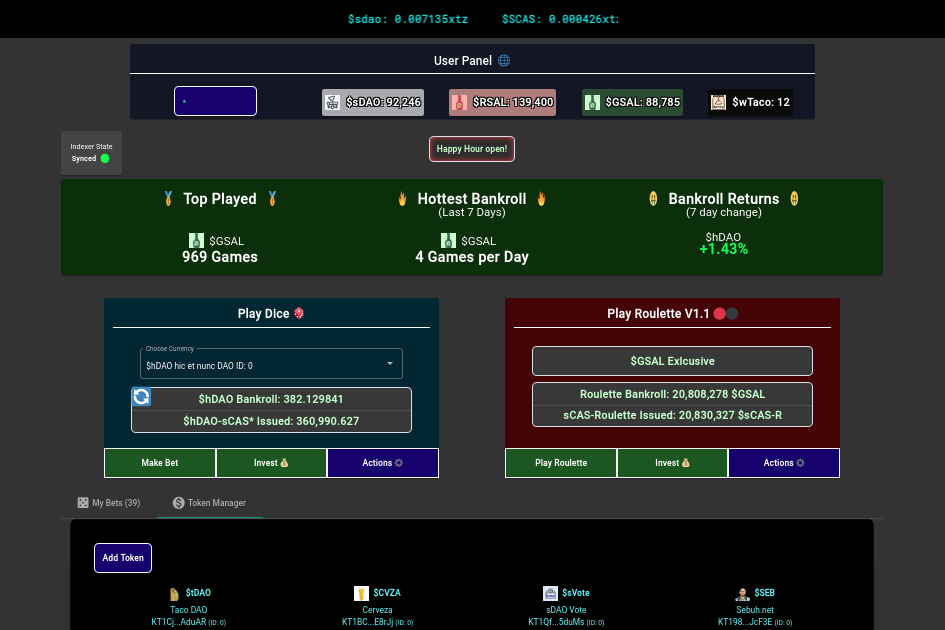 $sdao: 0.007135xtz $SCAS: 0.000426xtz
User Panel
$sDAO: 92,246 $RSAL: 139,400 $GSAL: 88,785 $wTaco: 12
Indexer State
Synced
Happy Hour open!
Top Played
$GSAL
969 Games
Hottest Bankroll
(Last 7 Days)
$GSAL
4 Games per Day
Bankroll Returns
(7 day change)
$hDAO
+1.43%
Play Dice
Choose Currency
$hDAO hic et nunc DAO ID: 0
$hDAO Bankroll: 382.129841
$hDAO-sCAS* Issued: 360,990.627
Make Bet Invest Actions
Play Roulette V1.1
$GSAL Exlcusive
Roulette Bankroll: 20,808,278 $GSAL
sCAS-Roulette Issued: 20,830,327 $sCAS-R
Play Roulette Invest Actions
My Bets (39) Token Manager
Add Token
$tDAO
Taco DAO
KT1Cj...AduAR (ID: 0)
$CVZA
Cerveza
KT1BC...E8rJj (ID: 0)
$sVote
sDAO Vote
KT1Qf...5duMs (ID: 0)
$SEB
Sebuh.net
KT198...JcF3E (ID: 0)